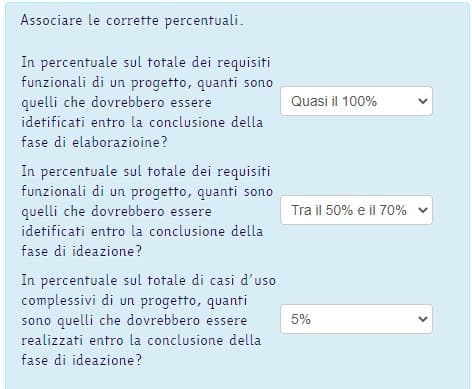 Associare le corrette percentuali.
In percentuale sul totale dei requisiti
funzionali di un progetto, quanti sono
quelli che dovrebbero essere
idetificati entro la conclusione della
fase di elaborazioine?
Quasi il 100%
In percentuale sul totale dei requisiti
funzionali di un progetto, quanti sono
quelli che dovrebbero essere
idetificati entro la conclusione della
fase di ideazione?
Tra il 50% e il 70%
In percentuale sul totale di casi d'uso
complessivi di un progetto, quanti
sono quelli che dovrebbero essere
realizzati entro la conclusione della
fase di ideazione?
5%